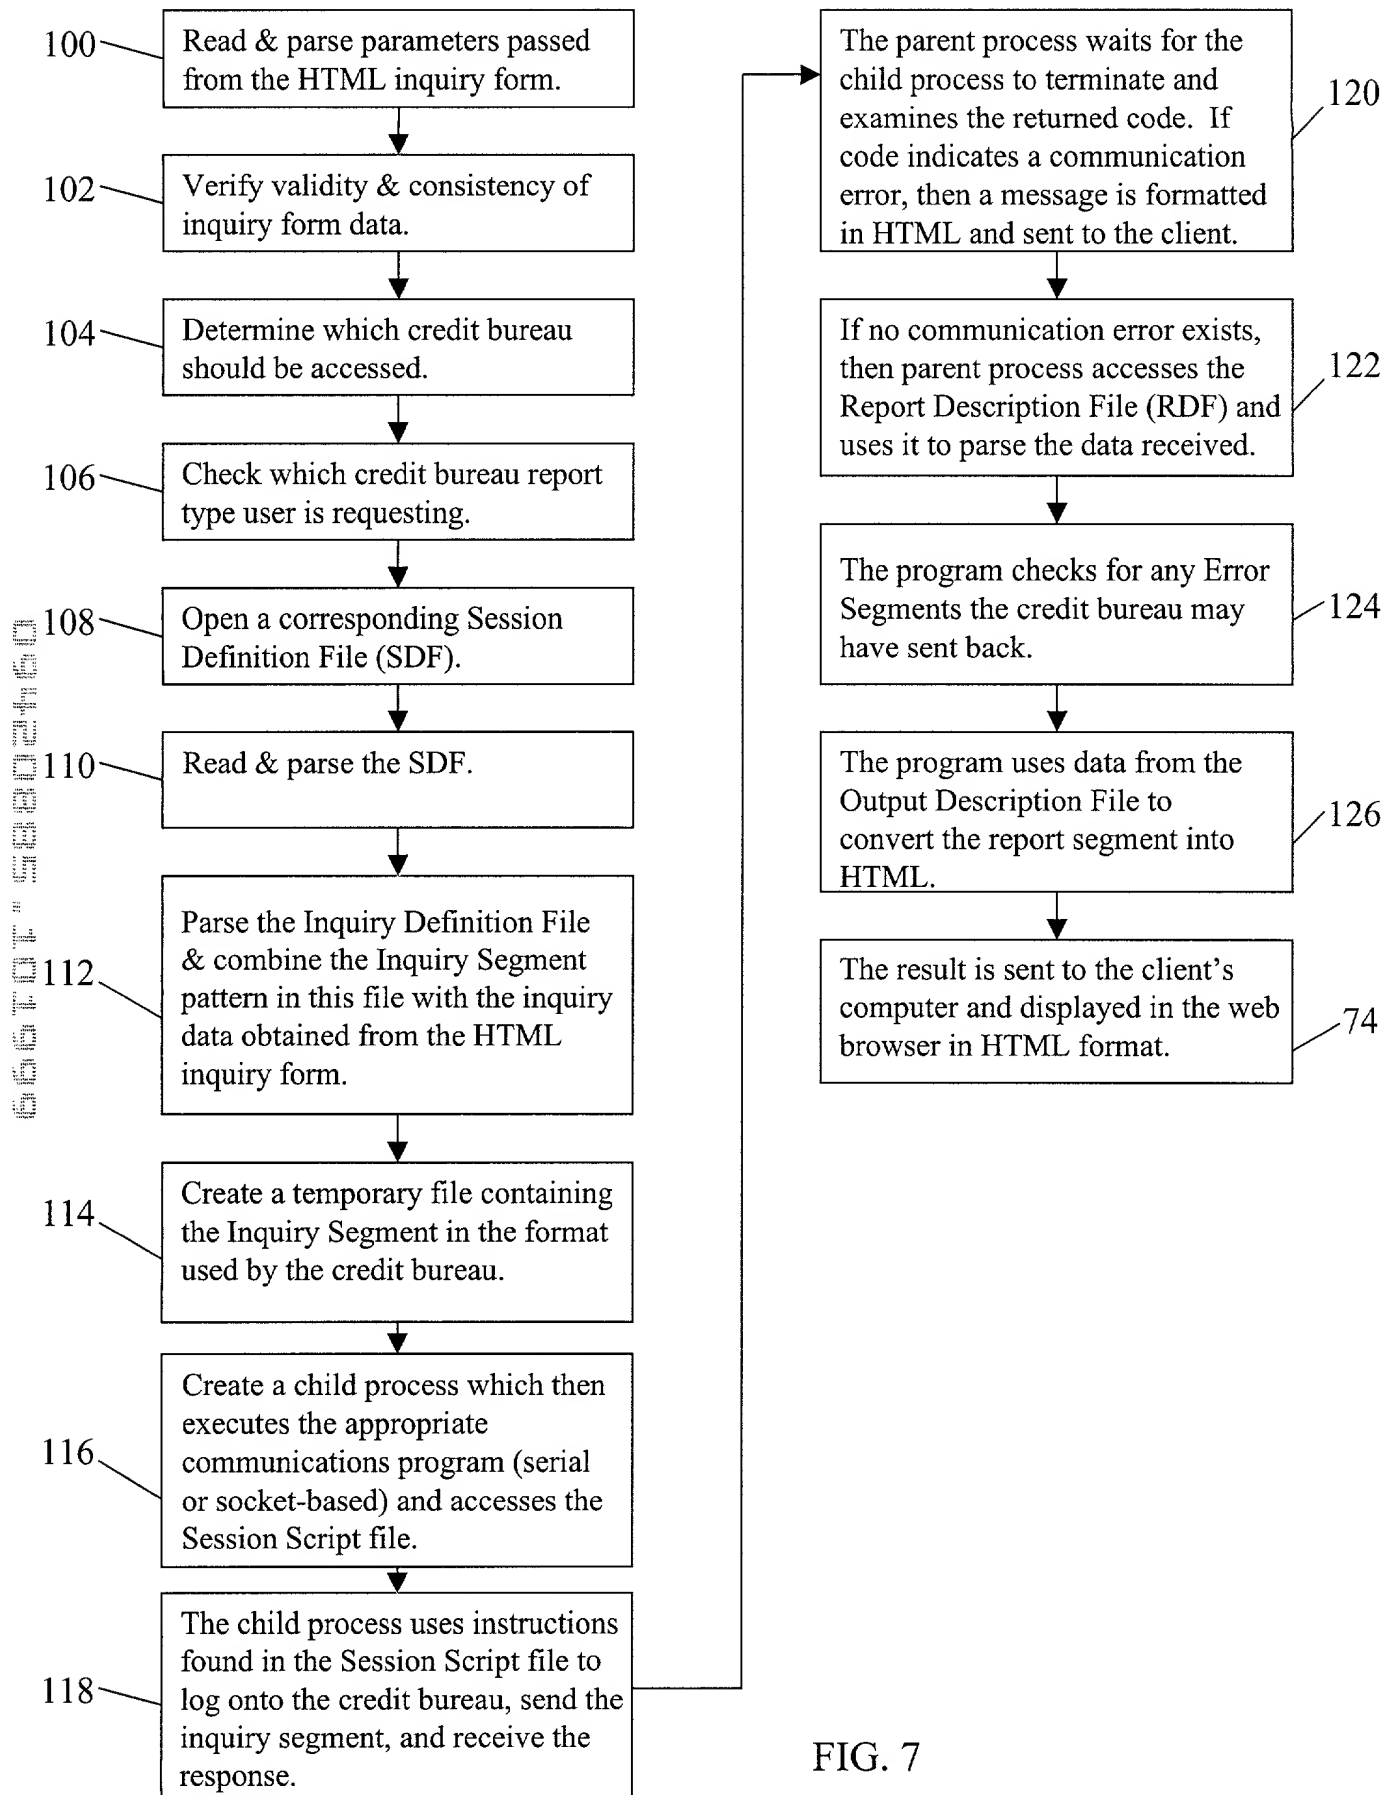 100
Read & parse parameters passed
from the HTML inquiry form.
102
Verify validity & consistency of
inquiry form data.
104
Determine which credit bureau
should be accessed.
106
Check which credit bureau report
type user is requesting.
108
Open a corresponding Session
Definition File (SDF).
110
Read & parse the SDF.
112
Parse the Inquiry Definition File
& combine the Inquiry Segment
pattern in this file with the inquiry
data obtained from the HTML
inquiry form.
114
Create a temporary file containing
the Inquiry Segment in the format
used by the credit bureau.
116
Create a child process which then
executes the appropriate
communications program (serial
or socket-based) and accesses the
Session Script file.
118
The child process uses instructions
found in the Session Script file to
log onto the credit bureau, send the
inquiry segment, and receive the
response.
The parent process waits for the
child process to terminate and
examines the returned code.  If
code indicates a communication
error, then a message is formatted
in HTML and sent to the client.
120
If no communication error exists,
then parent process accesses the
Report Description File (RDF) and
uses it to parse the data received.
122
The program checks for any Error
Segments the credit bureau may
have sent back.
124
The program uses data from the
Output Description File to
convert the report segment into
HTML.
126
The result is sent to the client's
computer and displayed in the web
browser in HTML format.
74
FIG. 7